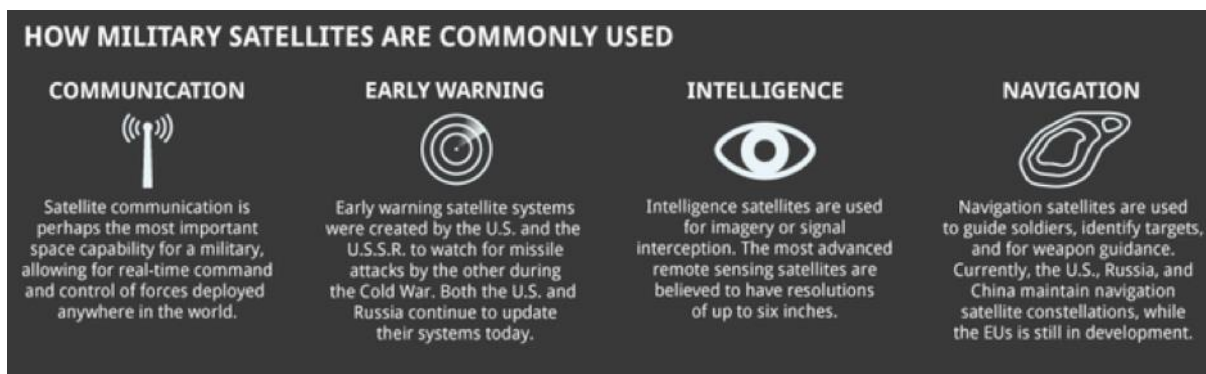 HOW MILITARY SATELLITES ARE COMMONLY USED
COMMUNICATION
Satellite communication is
perhaps the most important
space capability for a military,
allowing for real-time command
and control of forces deployed
anywhere in the world.
EARLY WARNING
Early warning satellite systems
were created by the U.S. and the
U.S.S.R. to watch for missile
attacks by the other during
the Cold War. Both the U.S. and
Russia continue to update
their systems today.
INTELLIGENCE
Intelligence satellites are used
for imagery or signal
interception. The most advanced
remote sensing satellites are
believed to have resolutions
of up to six inches.
NAVIGATION
Navigation satellites are used
to guide soldiers, identify targets,
and for weapon guidance.
Currently, the U.S., Russia, and
China maintain navigation
satellite constellations, while
the EUs is still in development.